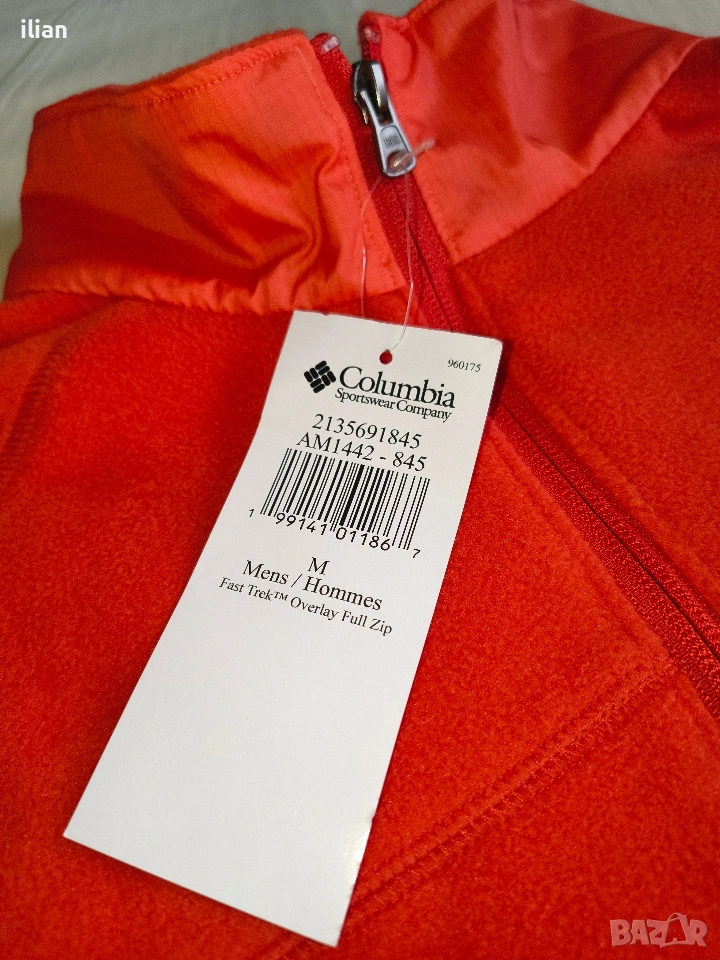 ilian
960175
Columbia
Sportswear Company
2135691845
AM1442 - 845
1 99141 01186 7
M
Mens / Hommes
Fast Trek™ Overlay Full Zip
BAZAR